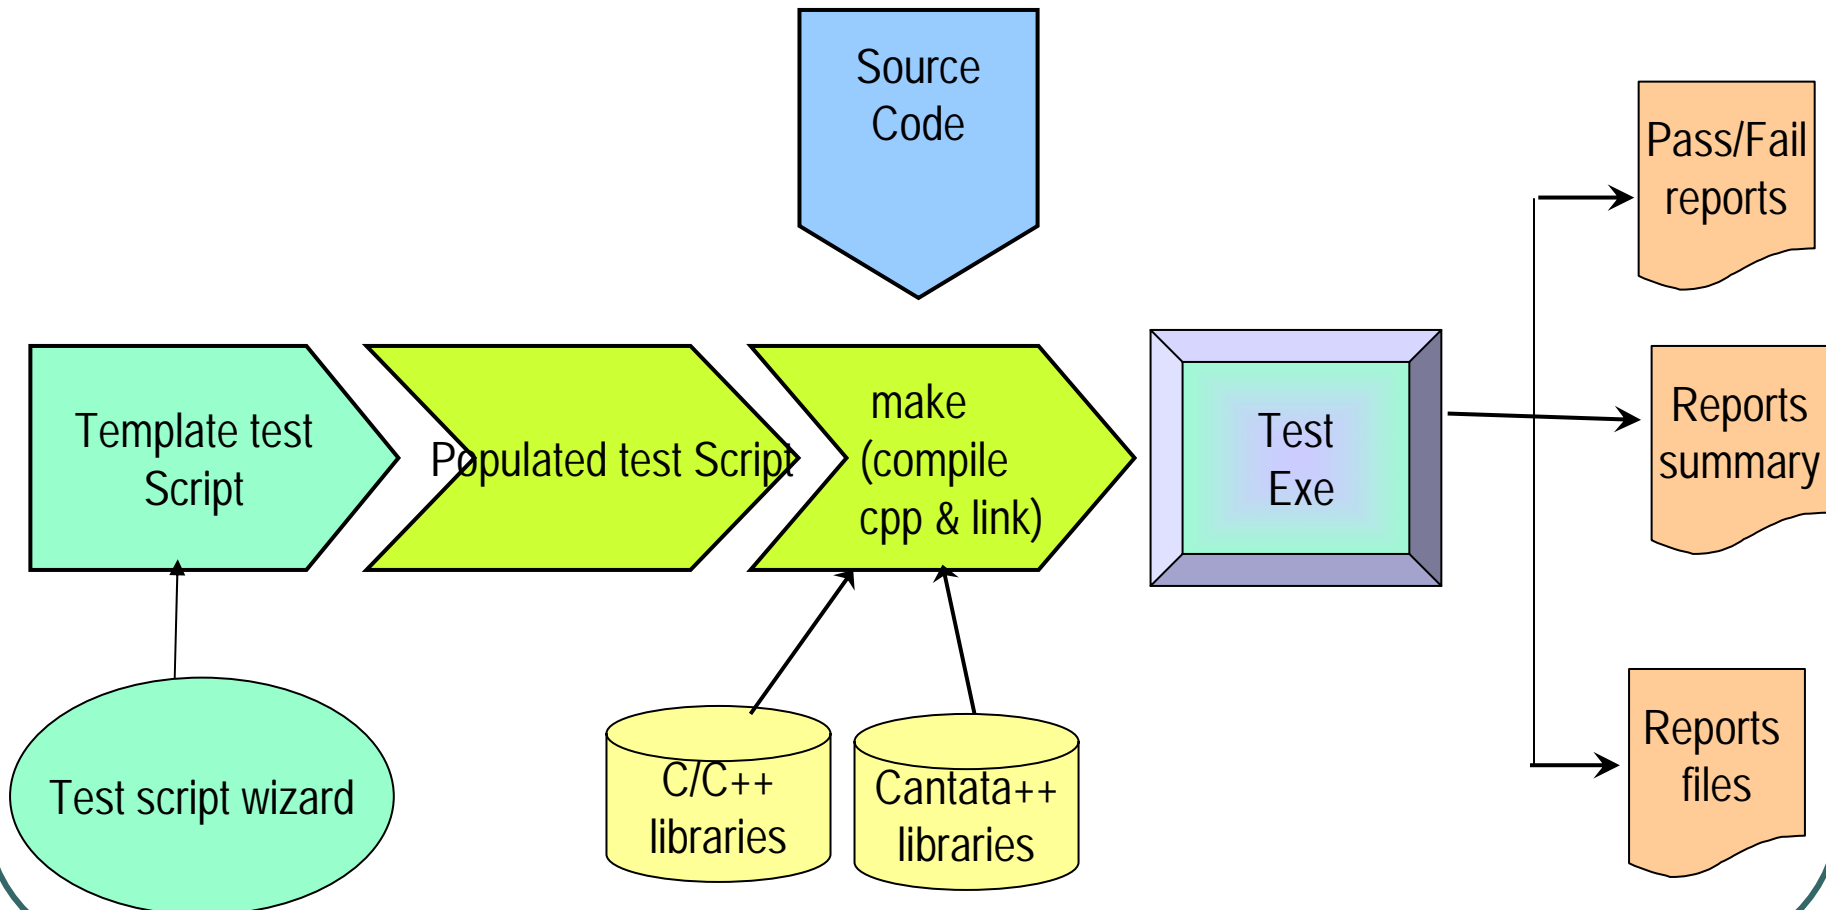 Source
Code
Pass/Fail
reports
Template test
Script
Populated test Script
make
(compile
cpp & link)
Test
Exe
Reports
summary
Test script wizard
C/C++
libraries
Cantata++
libraries
Reports
files